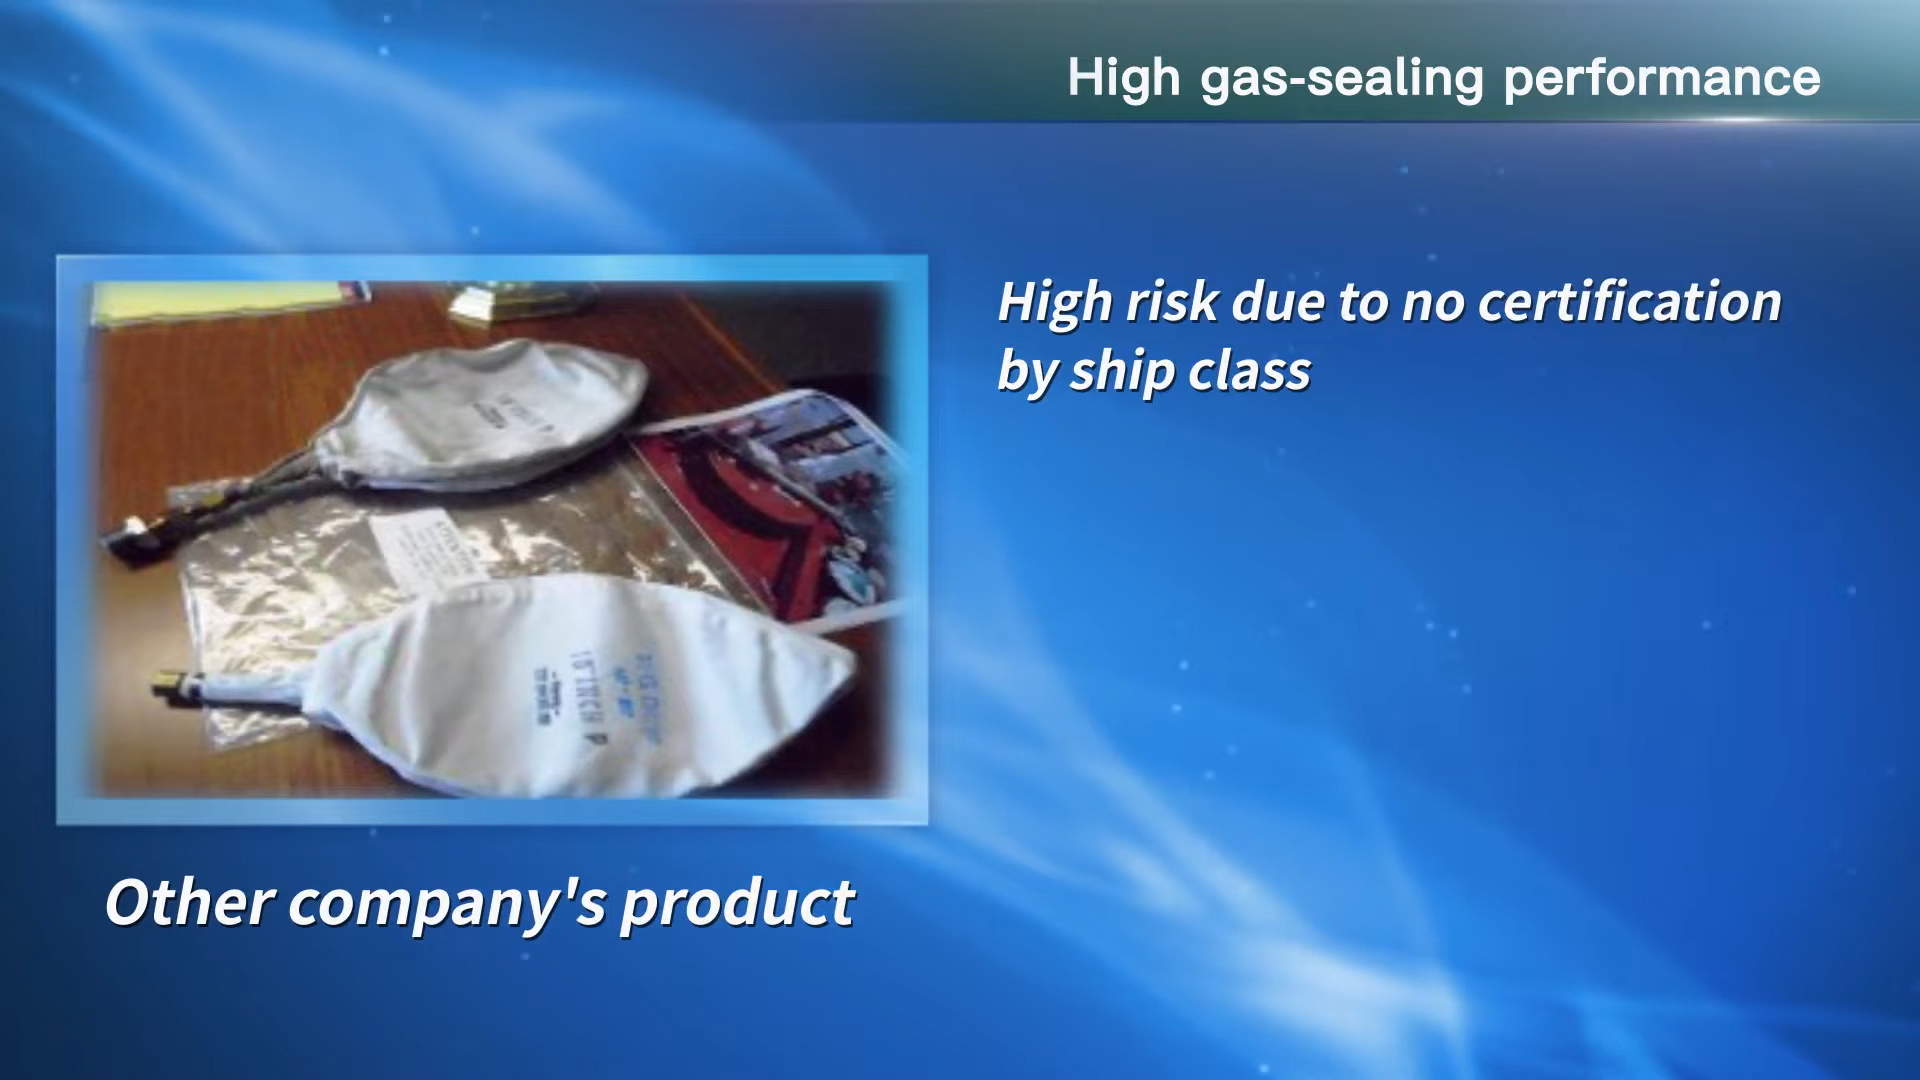 High gas-sealing performance
High risk due to no certification
by ship class
Other company's product